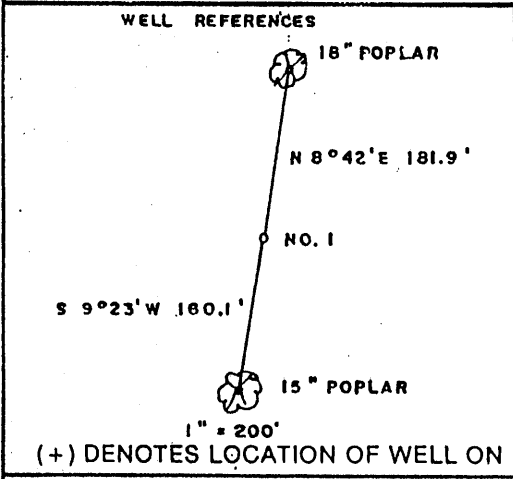 WELL REFERENCES
18" POPLAR
N 8°42'E 181.9'
NO. 1
S 9°23'W 160.1'
15" POPLAR
1" = 200'
(+) DENOTES LOCATION OF WELL ON